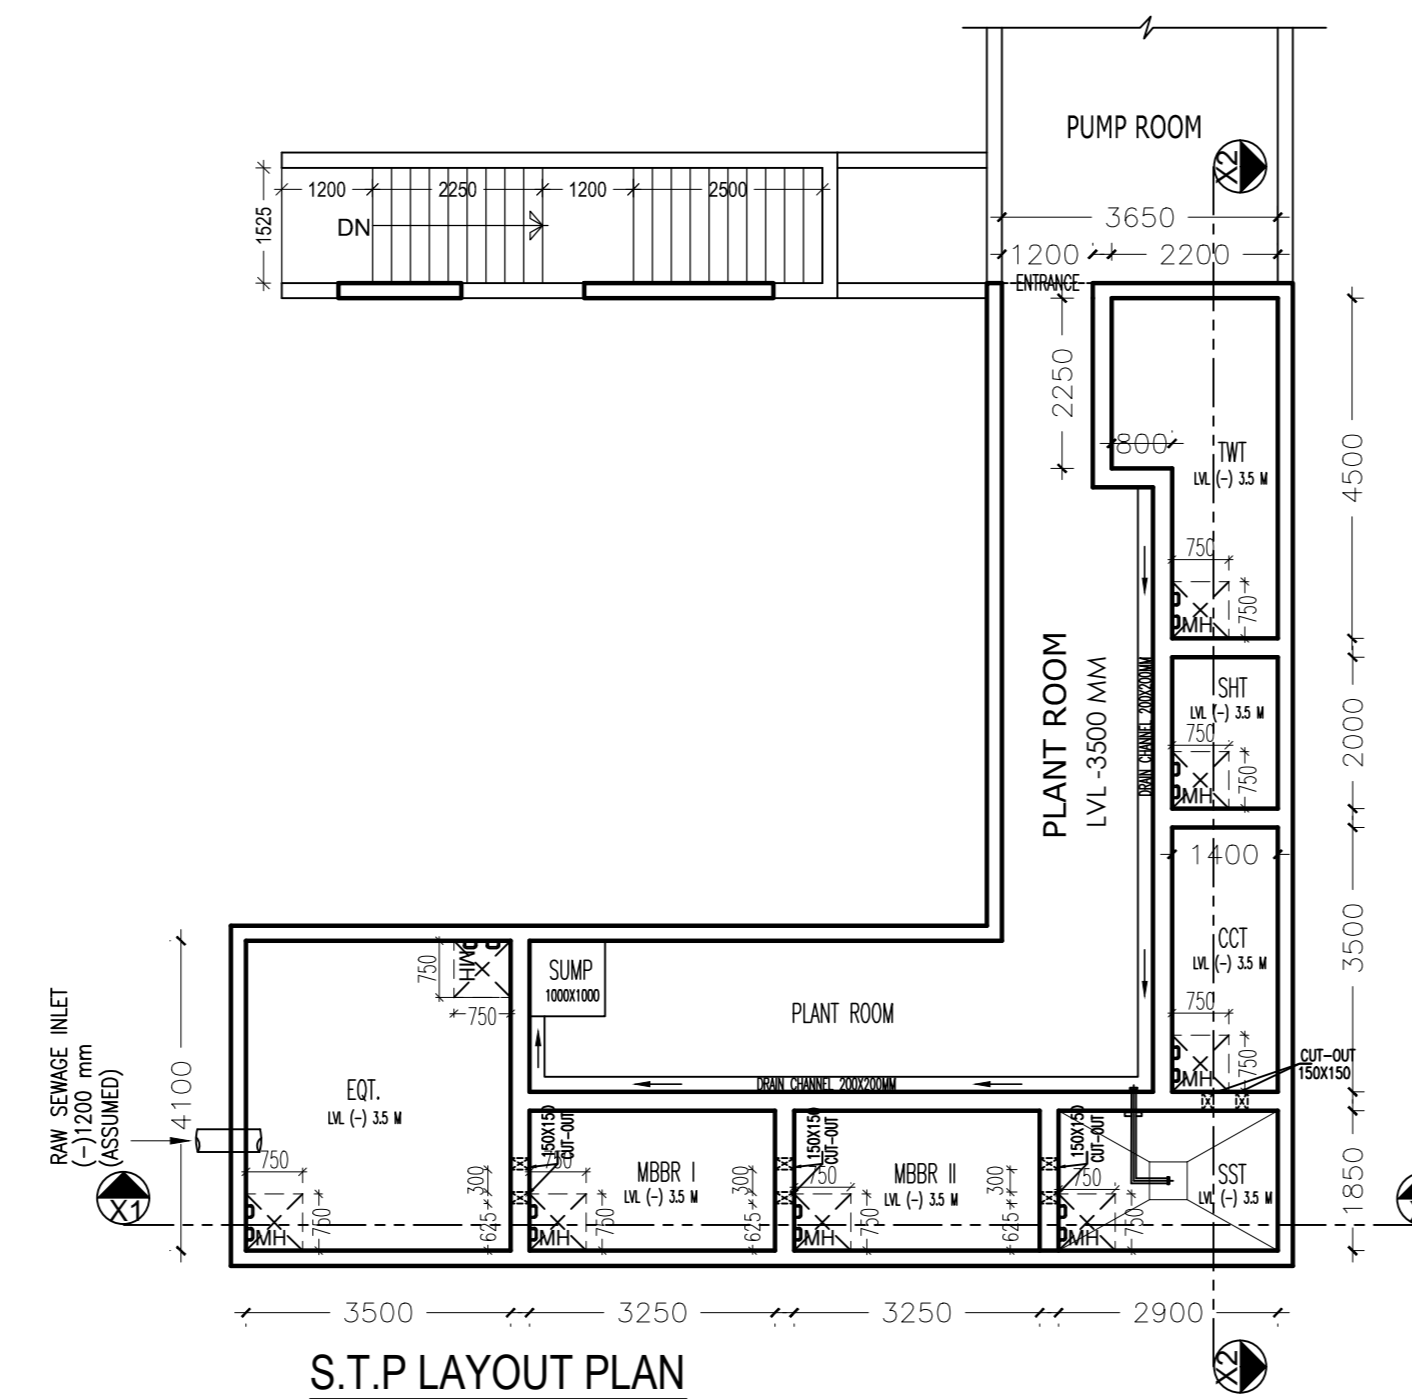 PUMP ROOM
X2
1200
2250
1200
2500
1525
DN
3650
1200
2200
ENTRANCE
2250
800
TWT
LVL (-) 3.5 M
4500
750
750
MH
PLANT ROOM
LVL -3500 MM
DRAIN CHANNEL 200X200MM
SHT
LVL (-) 3.5 M
750
750
MH
2000
1400
CCT
LVL (-) 3.5 M
750
750
MH
3500
CUT-OUT
150X150
750
MH
750
SUMP
1000X1000
PLANT ROOM
DRAIN CHANNEL 200X200MM
RAW SEWAGE INLET
(-)1200 mm
(ASSUMED)
4100
EQT.
LVL (-) 3.5 M
750
750
MH
300
625
150X150
CUT-OUT
750
MBBR I
LVL (-) 3.5 M
750
MH
300
625
150X150
CUT-OUT
750
MBBR II
LVL (-) 3.5 M
750
MH
300
625
150X150
CUT-OUT
750
SST
LVL (-) 3.5 M
750
MH
1850
X1
3500
3250
3250
2900
X2
S.T.P LAYOUT PLAN